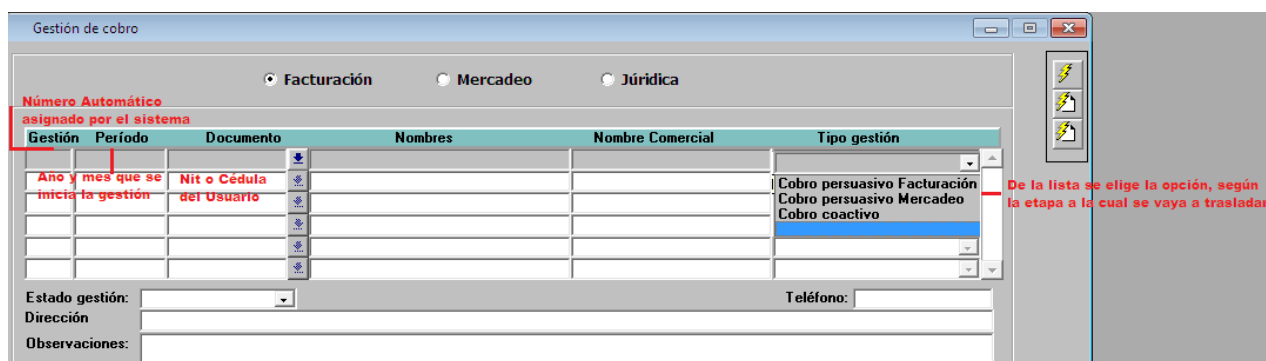 Gestión de cobro
Facturación Mercadeo Júridica
Número Automático
asignado por el sistema
Gestión Período Documento Nombres Nombre Comercial Tipo gestión
Año y mes que se
inicia la gestión
Nit o Cédula
del Usuario
Cobro persuasivo Facturación
Cobro persuasivo Mercadeo
Cobro coactivo
De la lista se elige la opción, según
la etapa a la cual se vaya a trasladar
Estado gestión: Teléfono:
Dirección
Observaciones: